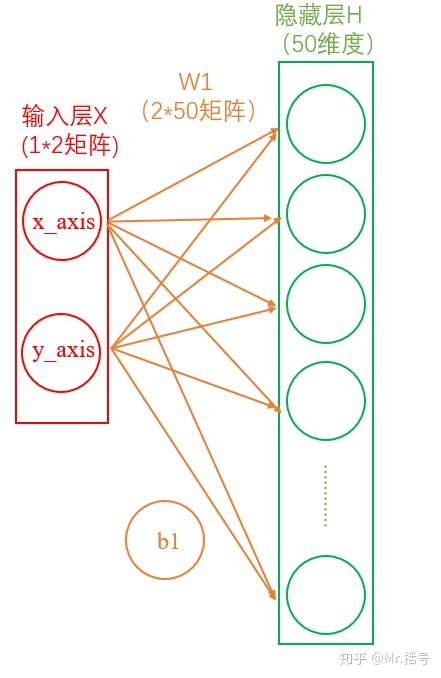 隐藏层H
（50维度）
W1
（2*50矩阵）
输入层X
(1*2矩阵)
x_axis
y_axis
b1
知乎 @Mr.括号